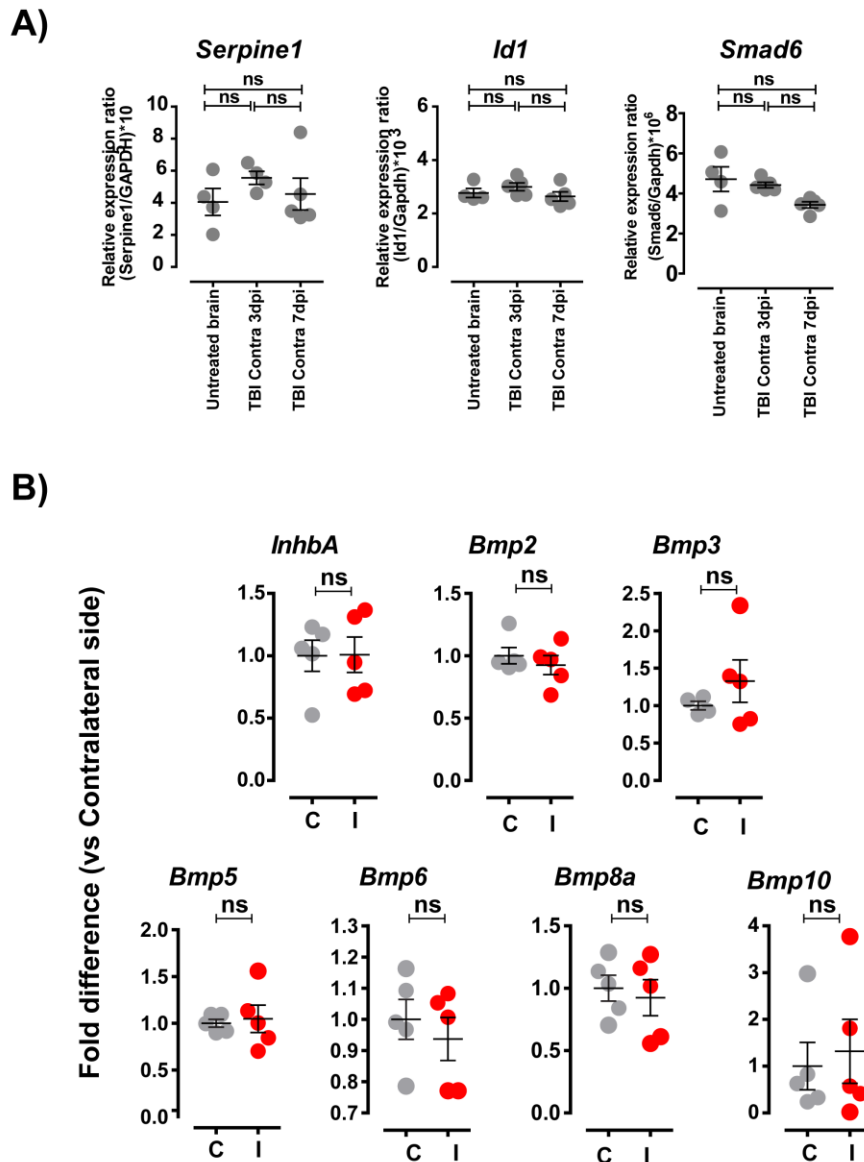 A)
Serpine1
Id1
Smad6
ns
ns ns
ns
ns ns
ns
ns ns
Relative expression ratio
(Serpine1/GAPDH)*10 5
10
8
6
4
2
0
Relative expression ratio
(Id1/Gapdh)*10 3
6
4
2
0
Relative expression ratio
(Smad6/Gapdh)*10 6
8
6
4
2
0
Untreated brain
TBI Contra 3dpi
TBI Contra 7dpi
Untreated brain
TBI Contra 3dpi
TBI Contra 7dpi
Untreated brain
TBI Contra 3dpi
TBI Contra 7dpi
B)
Fold difference (vs Contralateral side)
InhbA
ns
1.5
1.0
0.5
0.0
C I
Bmp2
ns
1.5
1.0
0.5
0.0
C I
Bmp3
ns
2.5
2.0
1.5
1.0
0.5
0.0
C I
Bmp5
ns
2.0
1.5
1.0
0.5
0.0
C I
Bmp6
ns
1.3
1.2
1.1
1.0
0.9
0.8
0.7
C I
Bmp8a
ns
1.5
1.0
0.5
0.0
C I
Bmp10
ns
4
3
2
1
0
C I